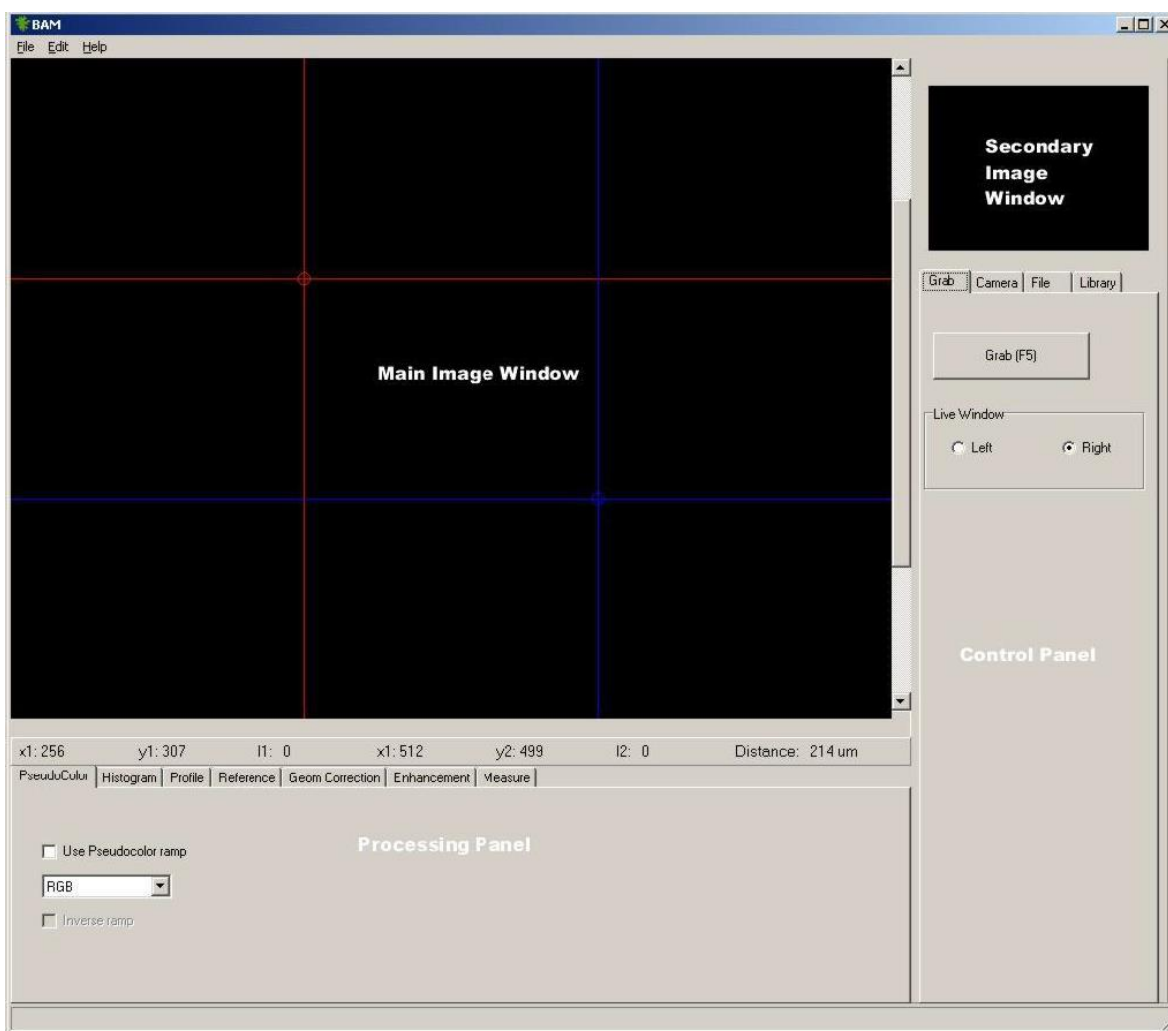 BAM
File Edit Help
Secondary
Image
Window
Grab Camera File Library
Grab (F5)
Main Image Window
Live Window
Left Right
Control Panel
x1: 256 y1: 307 I1: 0 x1: 512 y2: 499 I2: 0 Distance: 214 um
PseudoColor Histogram Profile Reference Geom Correction Enhancement Measure
Processing Panel
Use Pseudocolor ramp
RGB
Inverse ramp